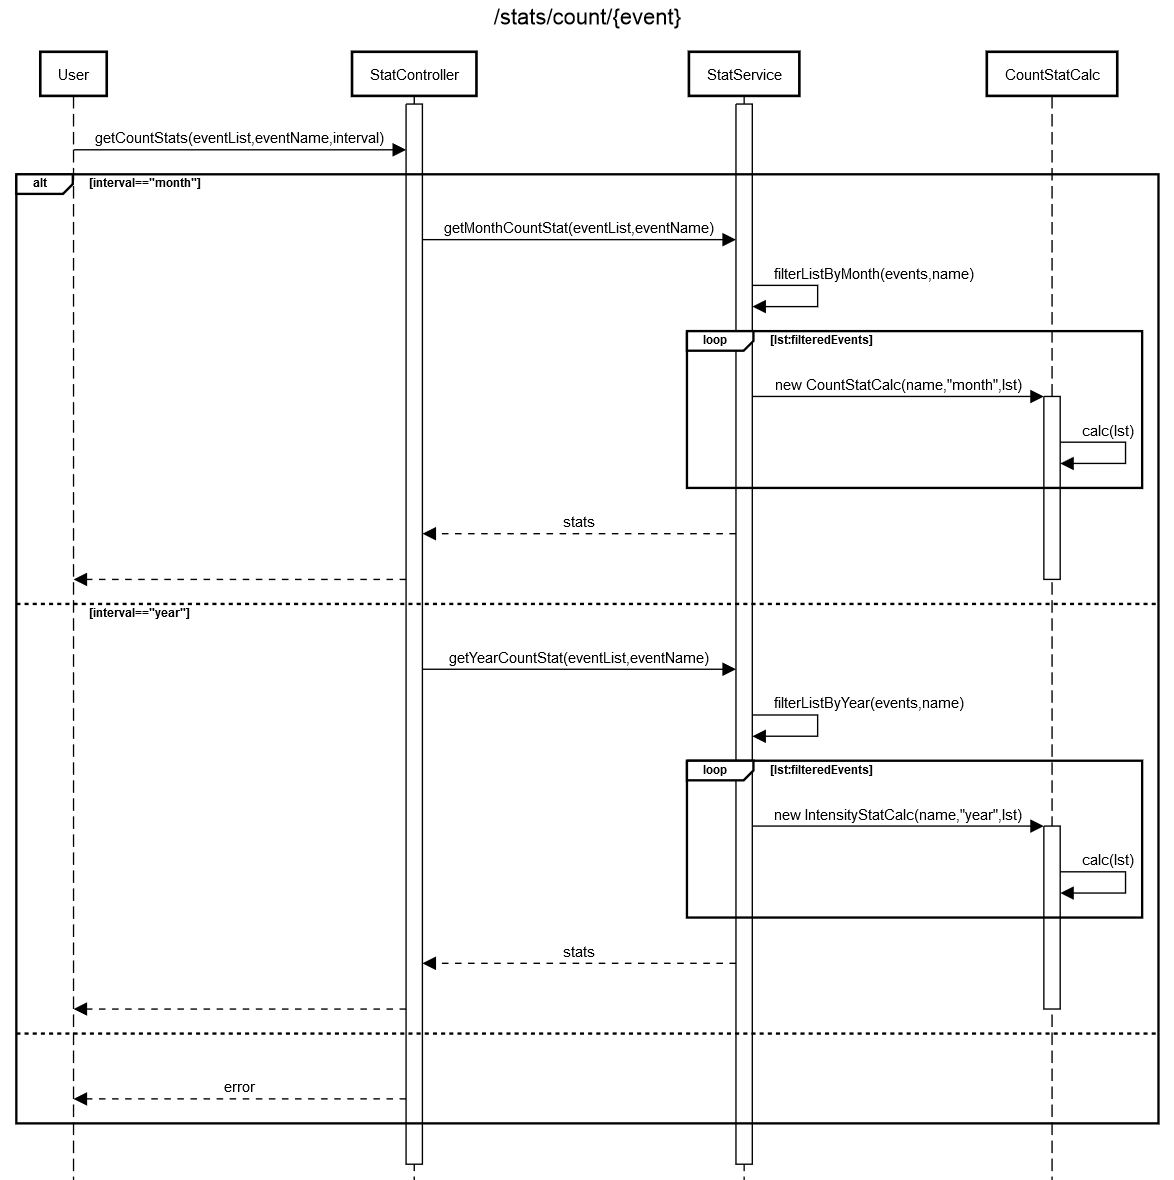 /stats/count/{event}
User
StatController
StatService
CountStatCalc
getCountStats(eventList,eventName,interval)
alt
[interval=="month"]
getMonthCountStat(eventList,eventName)
filterListByMonth(events,name)
loop
[lst:filteredEvents]
new CountStatCalc(name,"month",lst)
calc(lst)
stats
[interval=="year"]
getYearCountStat(eventList,eventName)
filterListByYear(events,name)
loop
[lst:filteredEvents]
new IntensityStatCalc(name,"year",lst)
calc(lst)
stats
error